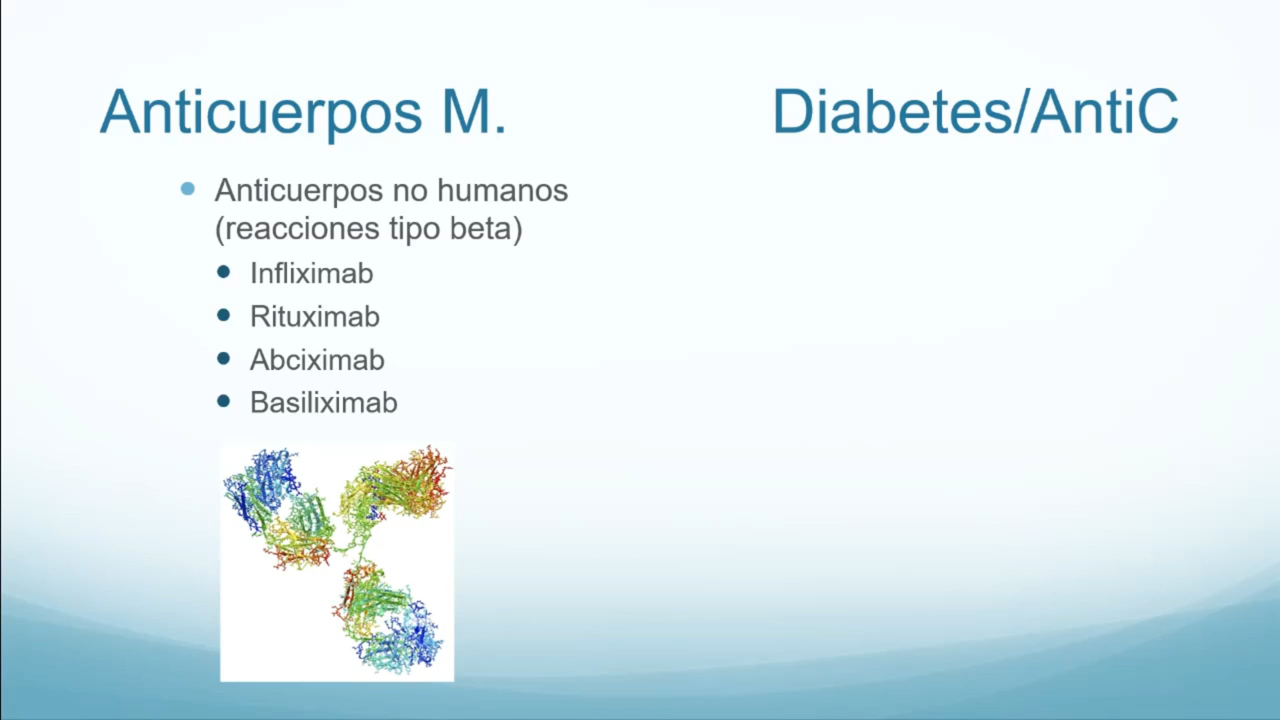 Anticuerpos M.
Diabetes/AntiC
Anticuerpos no humanos
(reacciones tipo beta)
Infliximab
Rituximab
Abciximab
Basiliximab